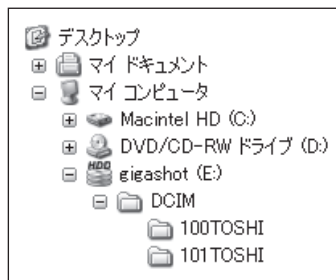 デスクトップ
マイ ドキュメント
マイ コンピュータ
Macintel HD (C:)
DVD/CD-RW ドライブ (D:)
HDD
gigashot (E:)
DCIM
100TOSHI
101TOSHI